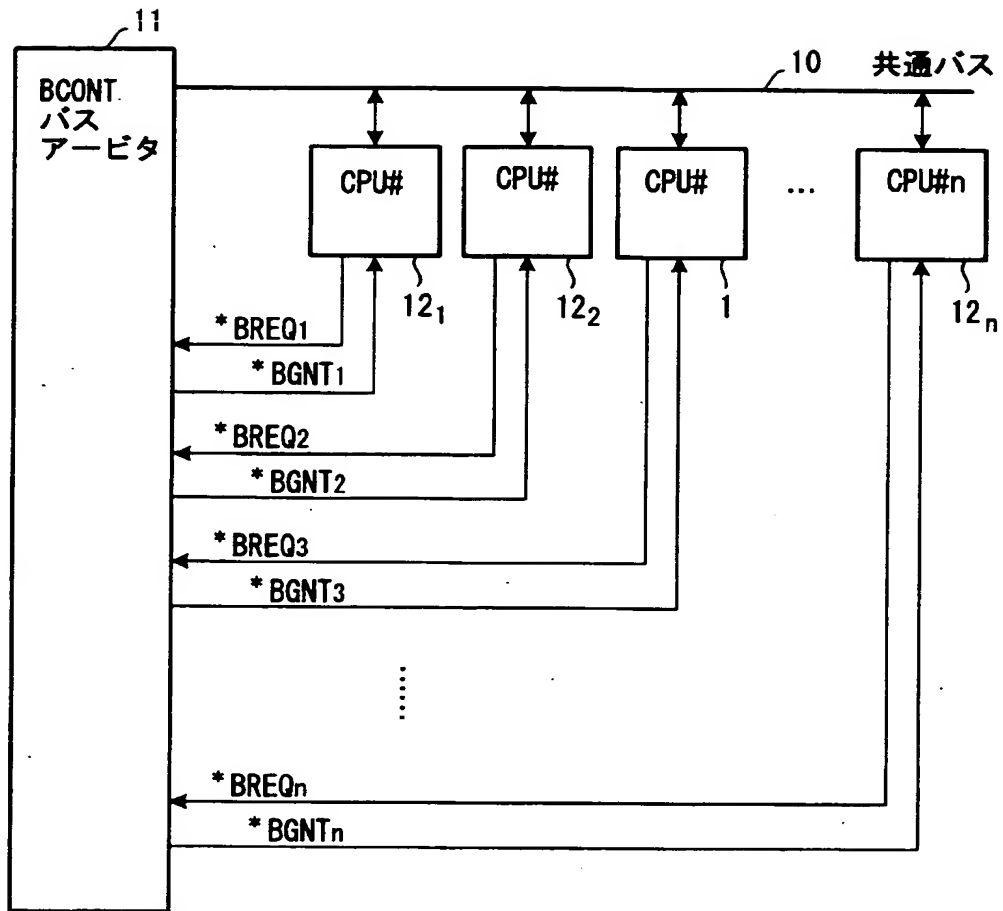 11
BCONT
バス
アービタ
10
共通バス
CPU#
CPU#
CPU#
...
CPU#n
12₁
12₂
1
12ₙ
*BREQ1
*BGNT1
*BREQ2
*BGNT2
*BREQ3
*BGNT3
......
*BREQn
*BGNTn